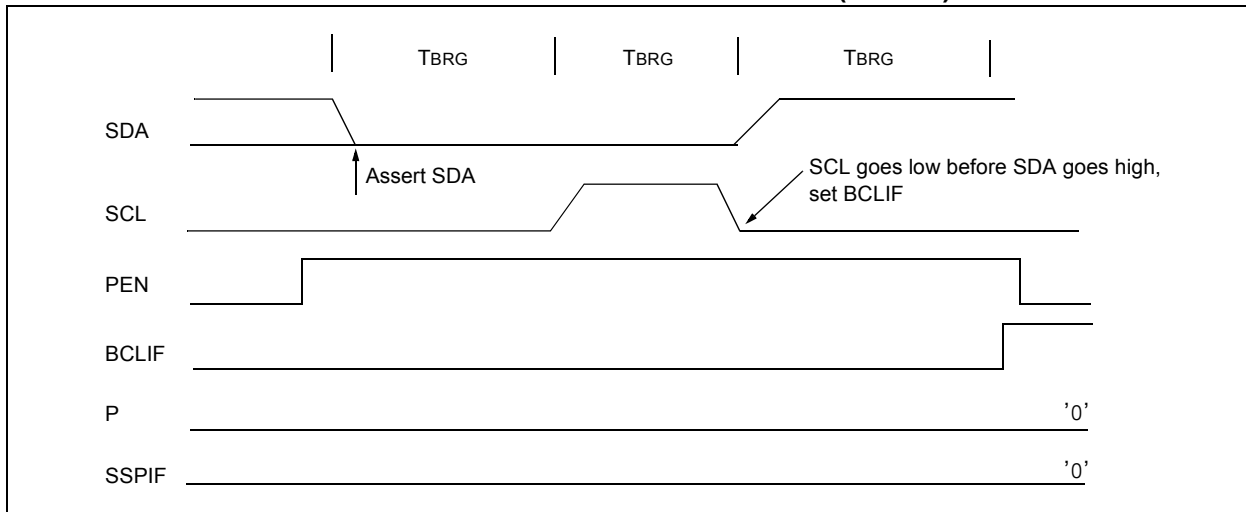 TBRG TBRG TBRG
SDA
Assert SDA
SCL goes low before SDA goes high,
set BCLIF
SCL
PEN
BCLIF
P '0'
SSPIF '0'